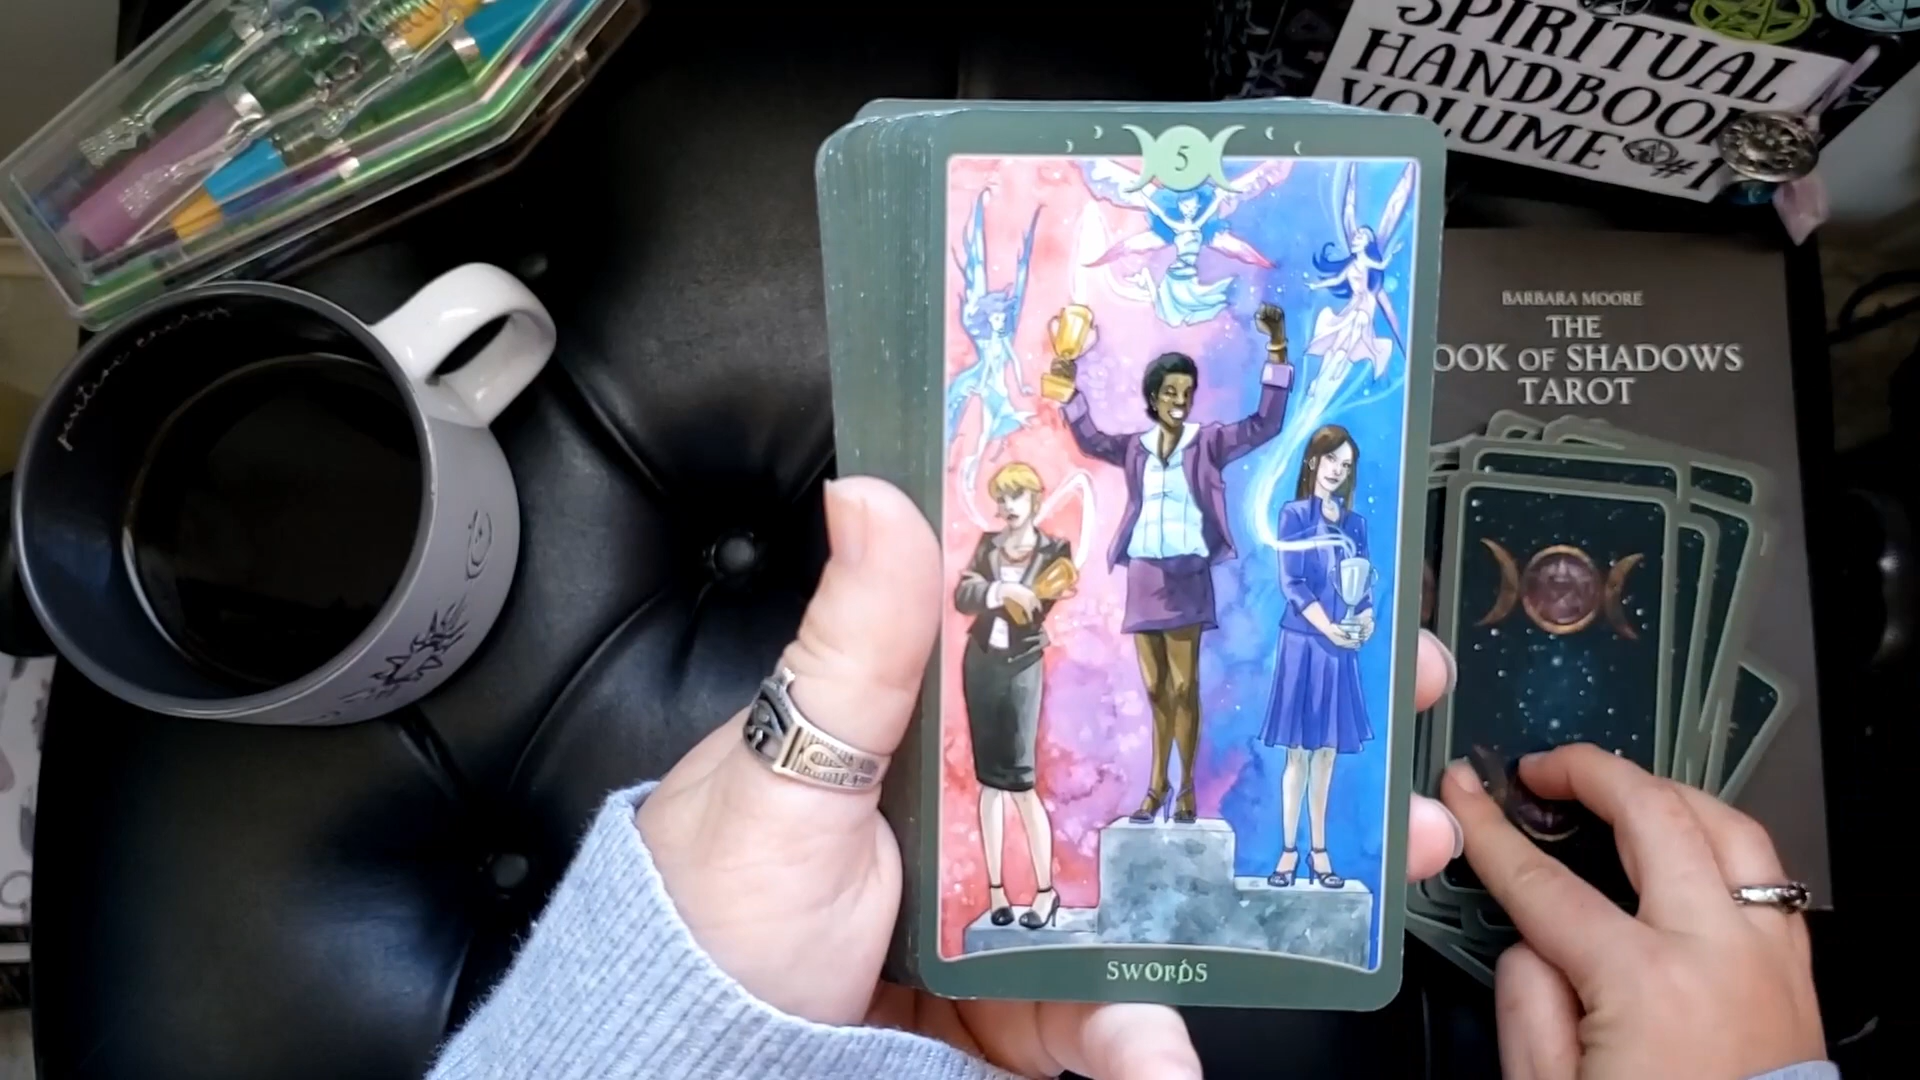 SPIRITUAL
HANDBOOK
VOLUME #1
5
BARBARA MOORE
THE
OOK OF SHADOWS
TAROT
SWORDS